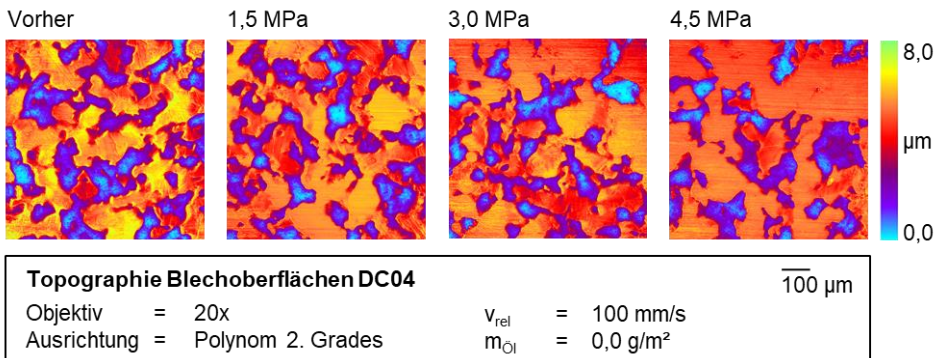 Vorher 1,5 MPa 3,0 MPa 4,5 MPa
8,0
µm
0,0
Topographie Blechoberflächen DC04
100 µm
Objektiv = 20x
v_rel = 100 mm/s
Ausrichtung = Polynom 2. Grades
m_Öl = 0,0 g/m²